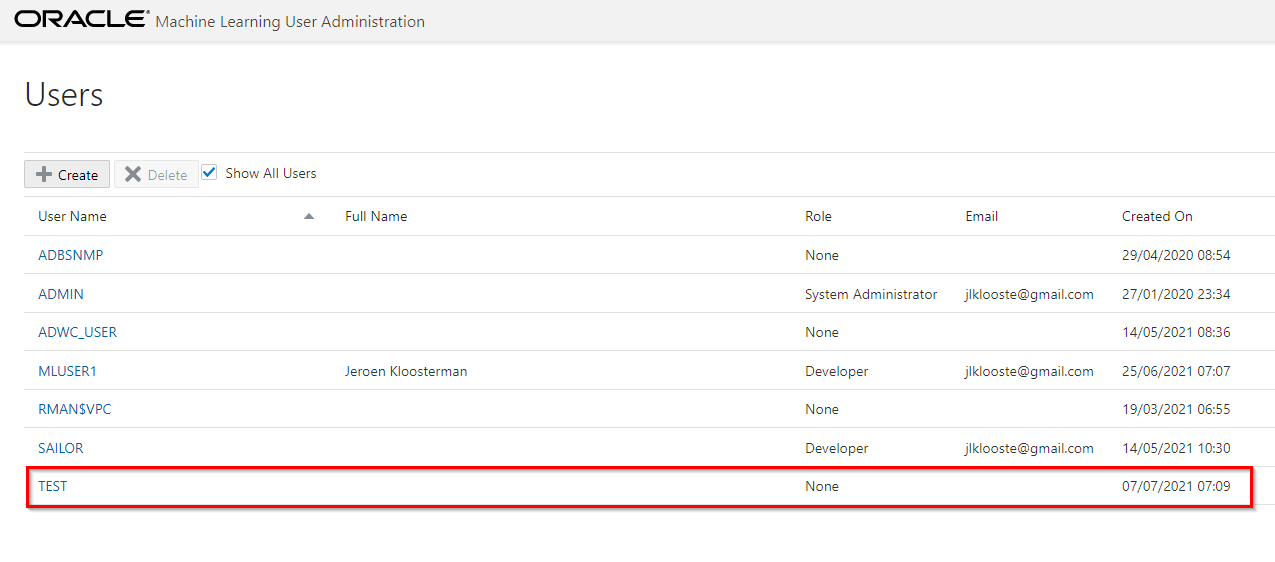 ORACLE® Machine Learning User Administration
Users
Create Delete Show All Users
User Name Full Name Role Email Created On
ADBSNMP None 29/04/2020 08:54
ADMIN System Administrator jlklooste@gmail.com 27/01/2020 23:34
ADWC_USER None 14/05/2021 08:36
MLUSER1 Jeroen Kloosterman Developer jlklooste@gmail.com 25/06/2021 07:07
RMAN$VPC None 19/03/2021 06:55
SAILOR Developer jlklooste@gmail.com 14/05/2021 10:30
TEST None 07/07/2021 07:09